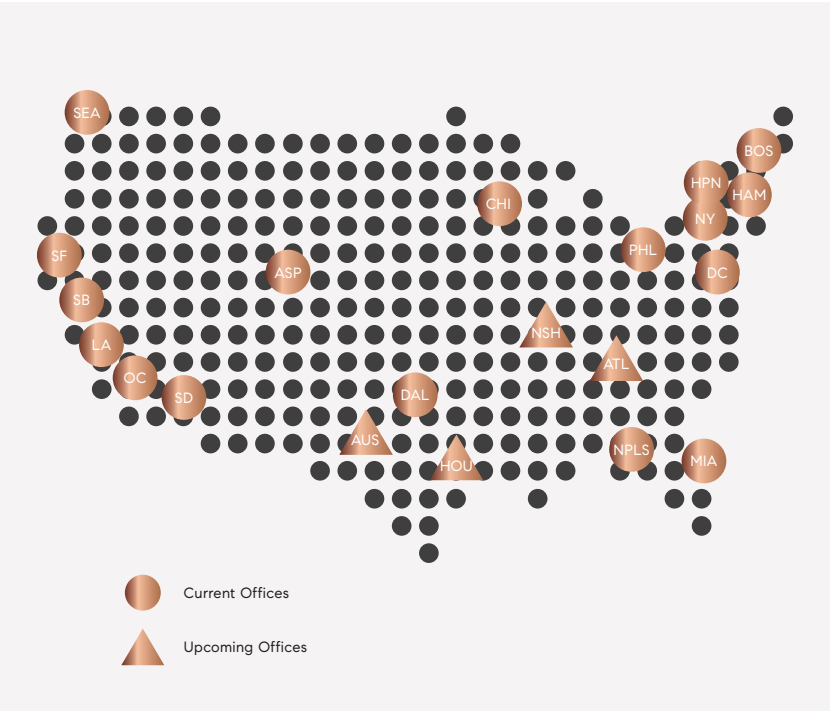 SEA
BOS
HPN
HAM
CHI
NY
PHL
SF
ASP
DC
SB
NSH
LA
ATL
OC
DAL
SD
AUS
NPLS
MIA
HOU
Current Offices
Upcoming Offices